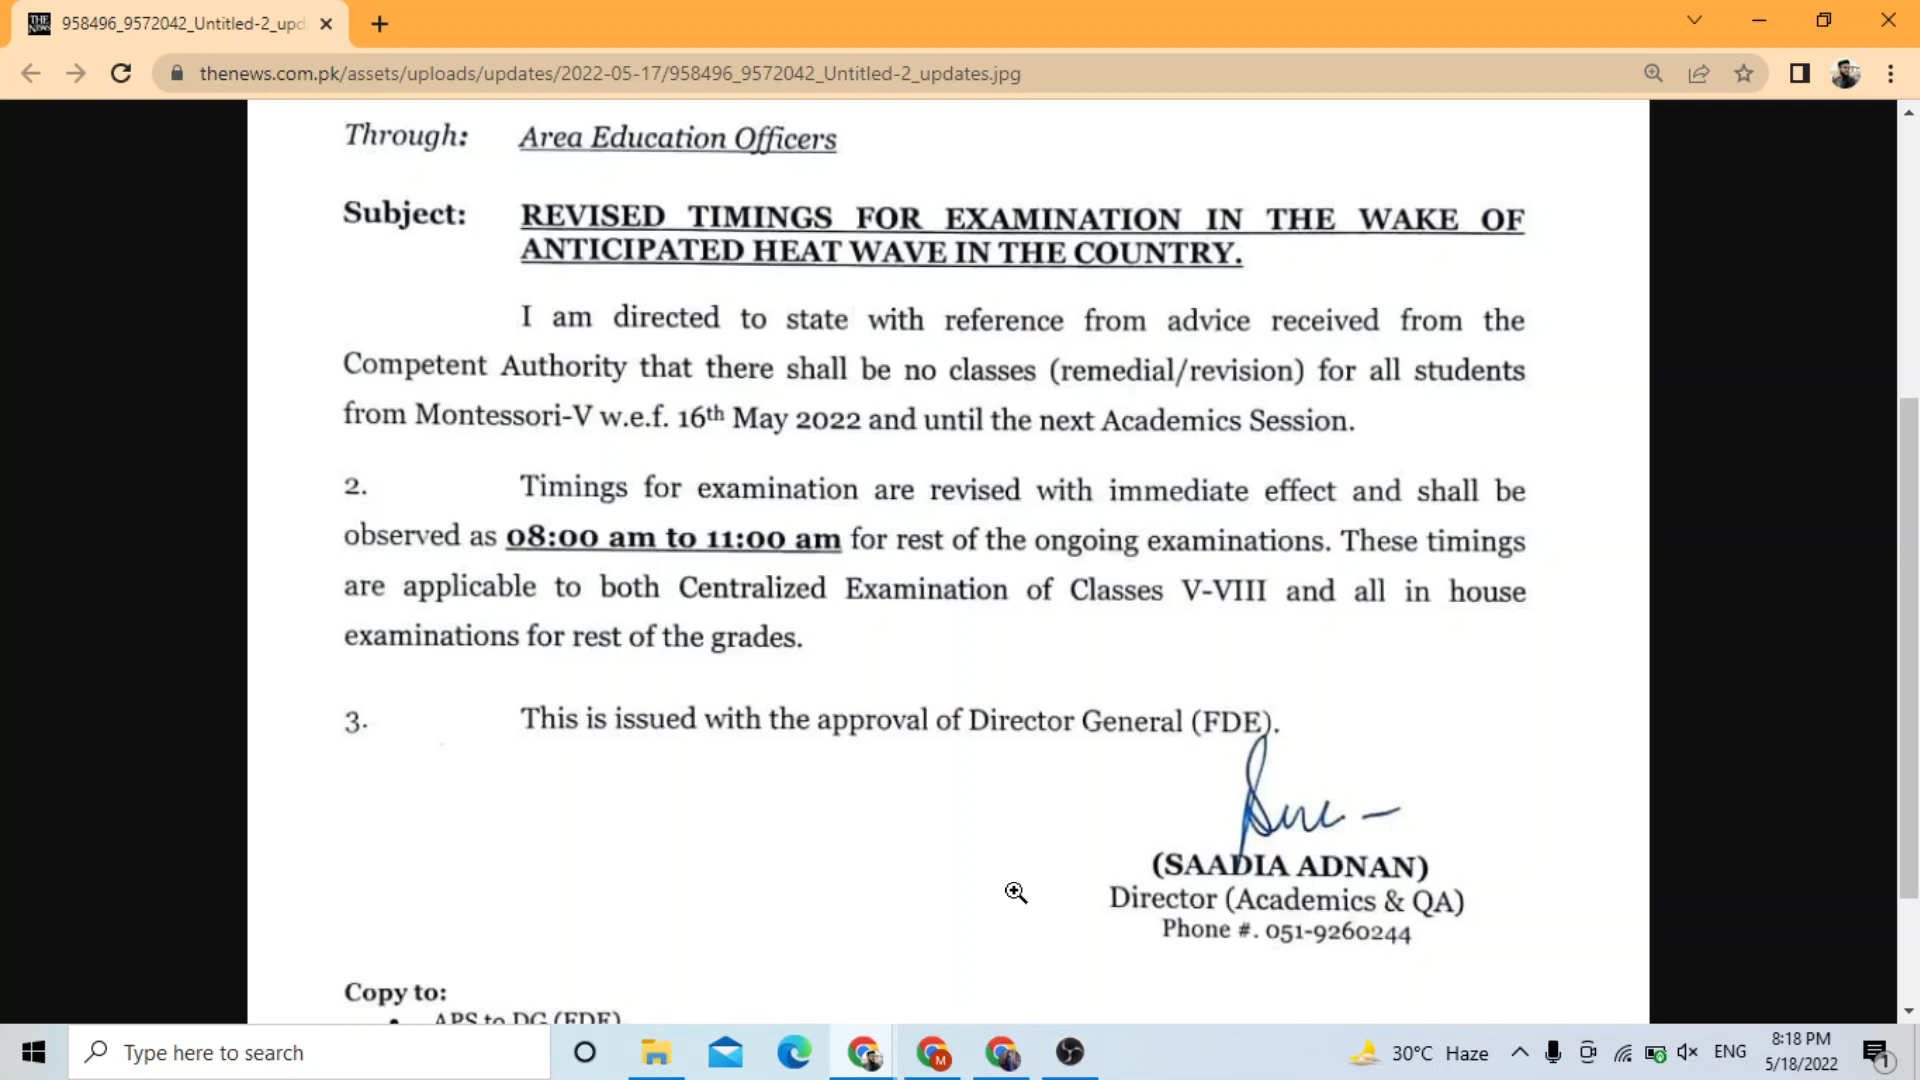 958496_9572042_Untitled-2_upd
thenews.com.pk/assets/uploads/updates/2022-05-17/958496_9572042_Untitled-2_updates.jpg
Through: Area Education Officers
Subject: REVISED TIMINGS FOR EXAMINATION IN THE WAKE OF
ANTICIPATED HEAT WAVE IN THE COUNTRY.
I am directed to state with reference from advice received from the
Competent Authority that there shall be no classes (remedial/revision) for all students
from Montessori-V w.e.f. 16th May 2022 and until the next Academics Session.
2. Timings for examination are revised with immediate effect and shall be
observed as 08:00 am to 11:00 am for rest of the ongoing examinations. These timings
are applicable to both Centralized Examination of Classes V-VIII and all in house
examinations for rest of the grades.
3. This is issued with the approval of Director General (FDE).
(SAADIA ADNAN)
Director (Academics & QA)
Phone #. 051-9260244
Copy to:
• APS to DG (FDE)
Type here to search
M
30°C Haze
ENG
8:18 PM
5/18/2022
1